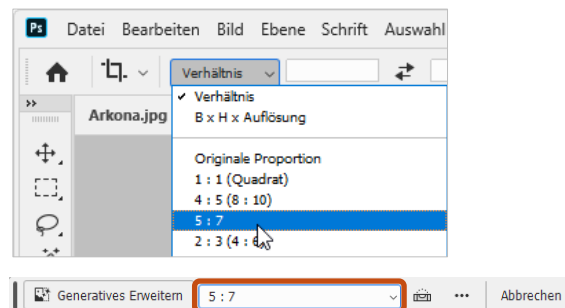 Ps Datei Bearbeiten Bild Ebene Schrift Auswahl
Verhältnis
>>
Arkona.jpg
✓ Verhältnis
B x H x Auflösung
Originale Proportion
1 : 1 (Quadrat)
4 : 5 (8 : 10)
5 : 7
2 : 3 (4 :
Generatives Erweitern 5 : 7 ••• Abbrechen